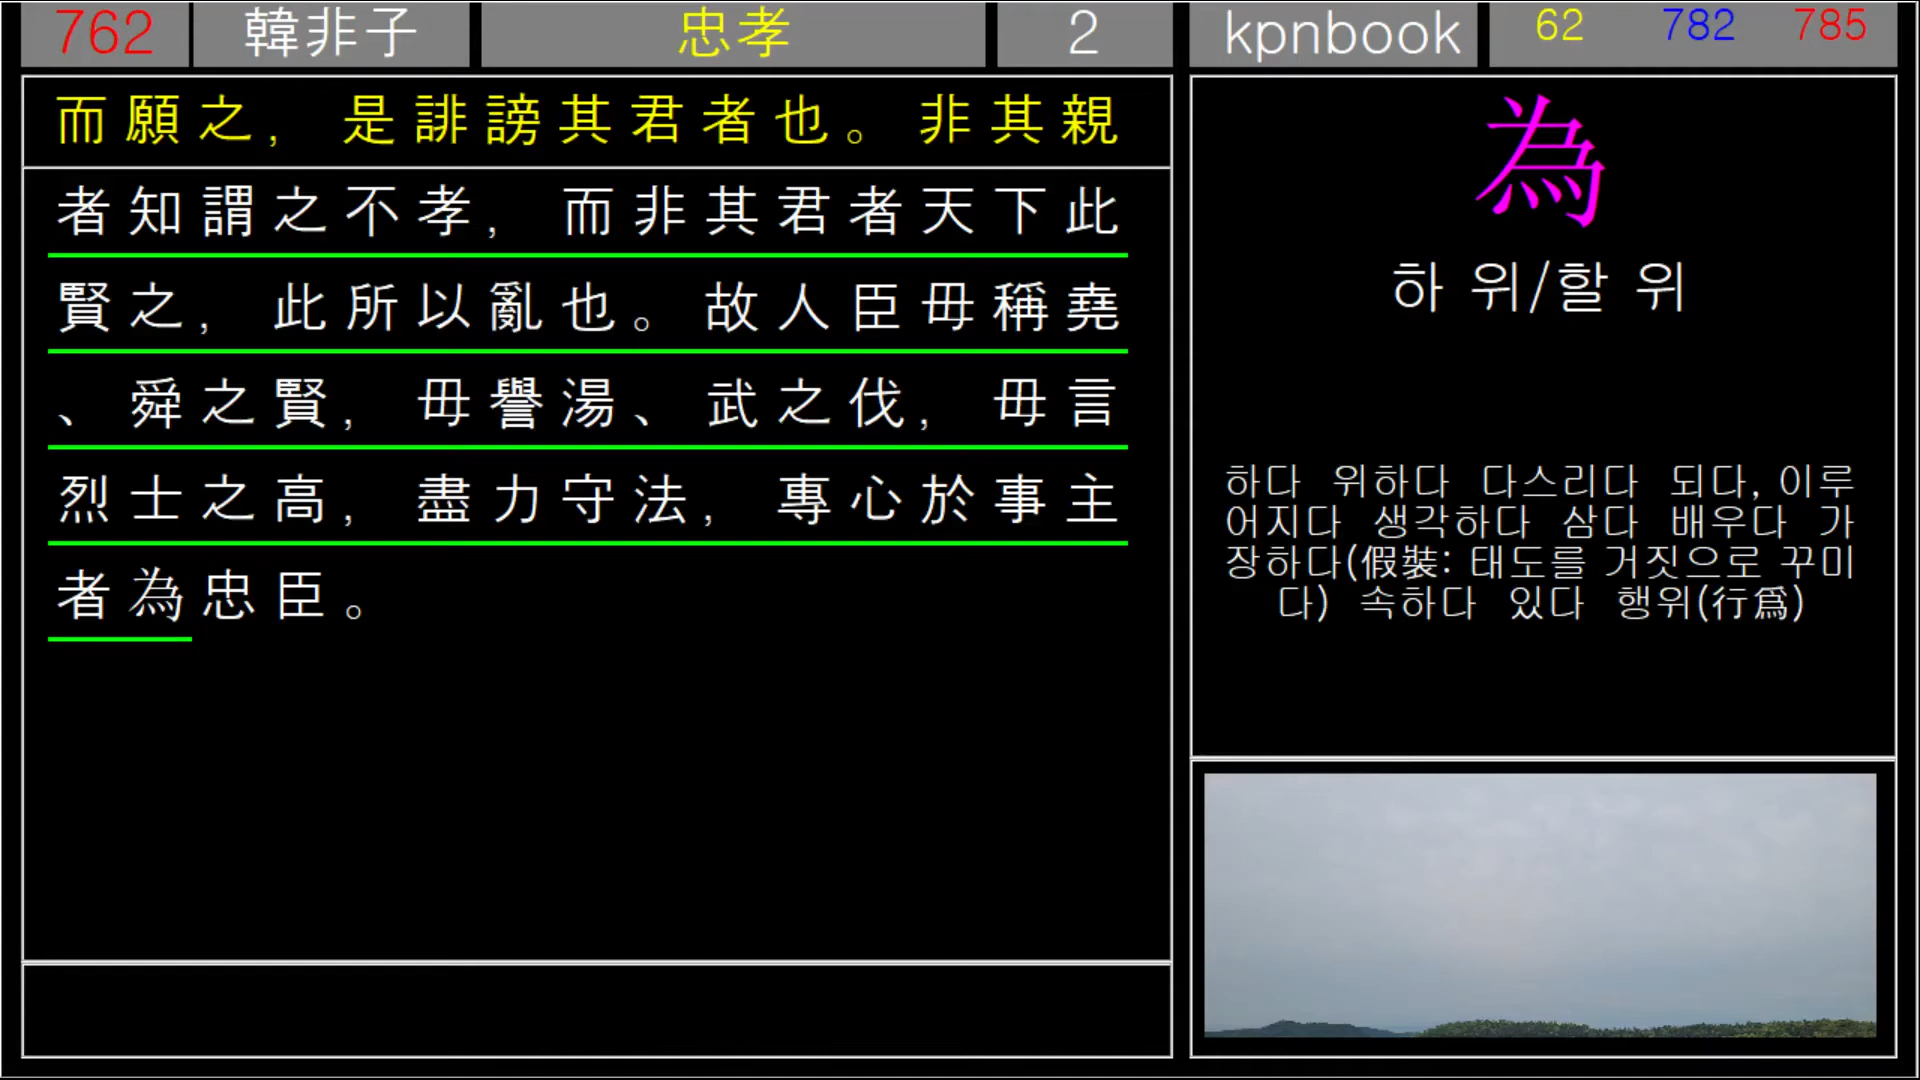 762 韓非子 忠孝 2 kpnbook 62 782 785
而願之, 是誹謗其君者也。非其親
者知謂之不孝, 而非其君者天下此
賢之, 此所以亂也。故人臣毋稱堯
、舜之賢, 毋譽湯、武之伐, 毋言
烈士之高, 盡力守法, 專心於事主
者為忠臣。
為
하 위/할 위
하다 위하다 다스리다 되다, 이루
어지다 생각하다 삼다 배우다 가
장하다(假裝: 태도를 거짓으로 꾸미
다) 속하다 있다 행위(行爲)